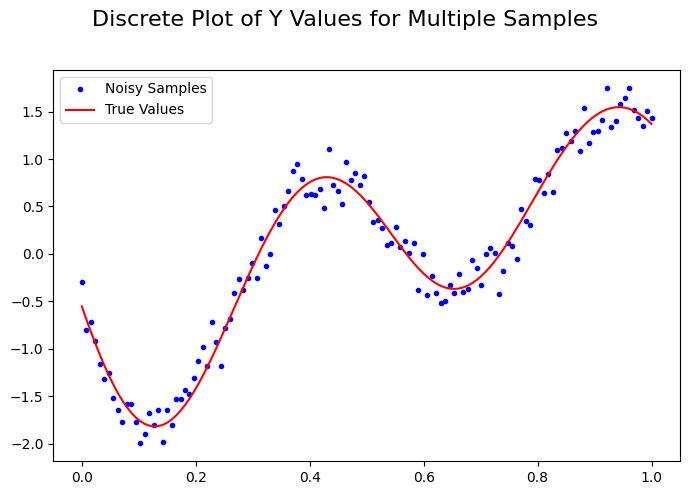 Discrete Plot of Y Values for Multiple Samples
Noisy Samples
True Values
1.5
1.0
0.5
0.0
−0.5
−1.0
−1.5
−2.0
0.0 0.2 0.4 0.6 0.8 1.0